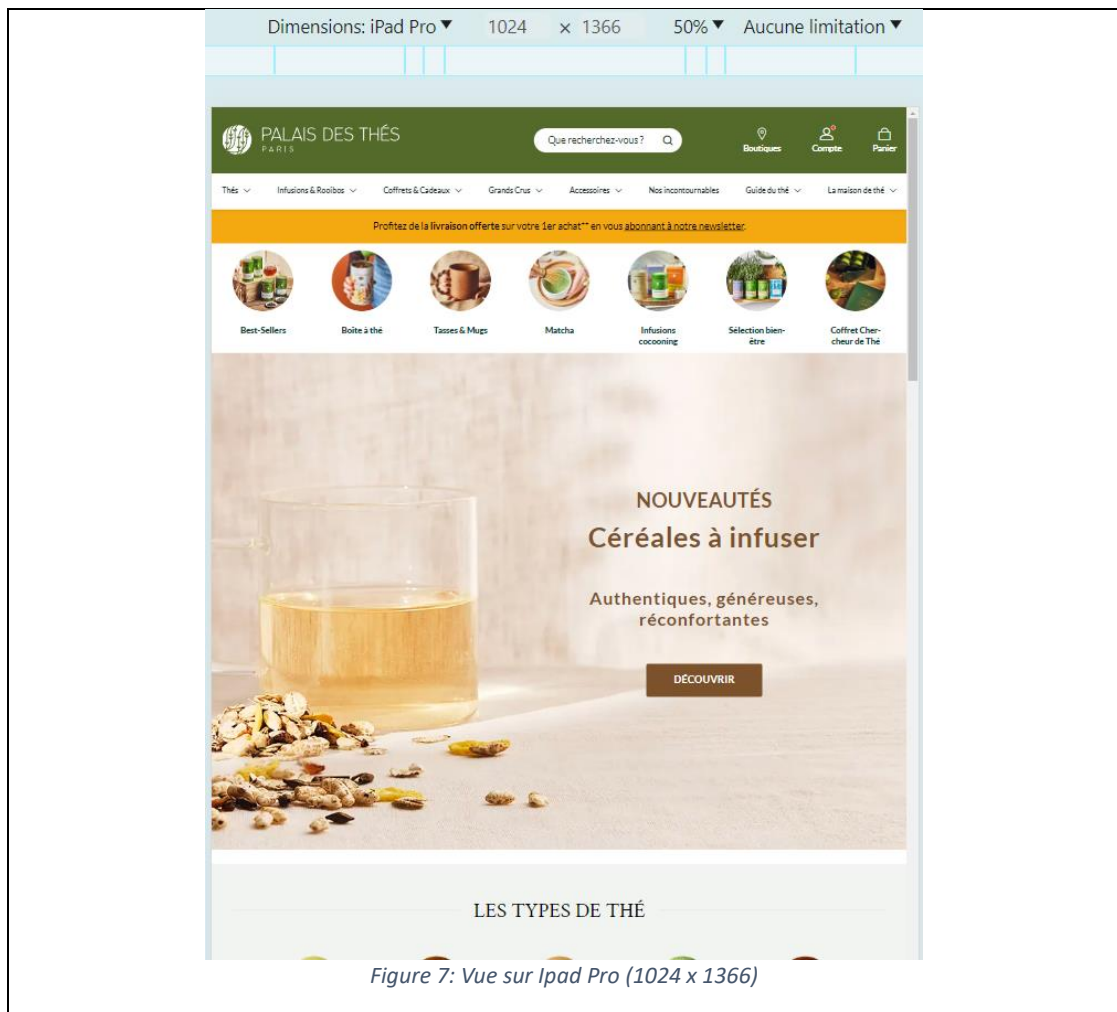 Dimensions: iPad Pro▼ 1024 × 1366 50%▼ Aucune limitation▼
PALAIS DES THÉS
PARIS
Que recherchez-vous?
Boutiques Compte Panier
Thés Infusions & Rooibos Coffrets & Cadeaux Grands Crus Accessoires Nos incontournables Guide du thé La maison de thé
Profitez de la livraison offerte sur votre 1er achat** en vous abonnant à notre newsletter.
Best-Sellers Boîte à thé Tasses & Mugs Matcha Infusions Sélection bien- Coffret Cher-
cocooning être cheur de Thé
NOUVEAUTÉS
Céréales à infuser
Authentiques, généreuses,
réconfortantes
DÉCOUVRIR
LES TYPES DE THÉ
Figure 7: Vue sur Ipad Pro (1024 x 1366)